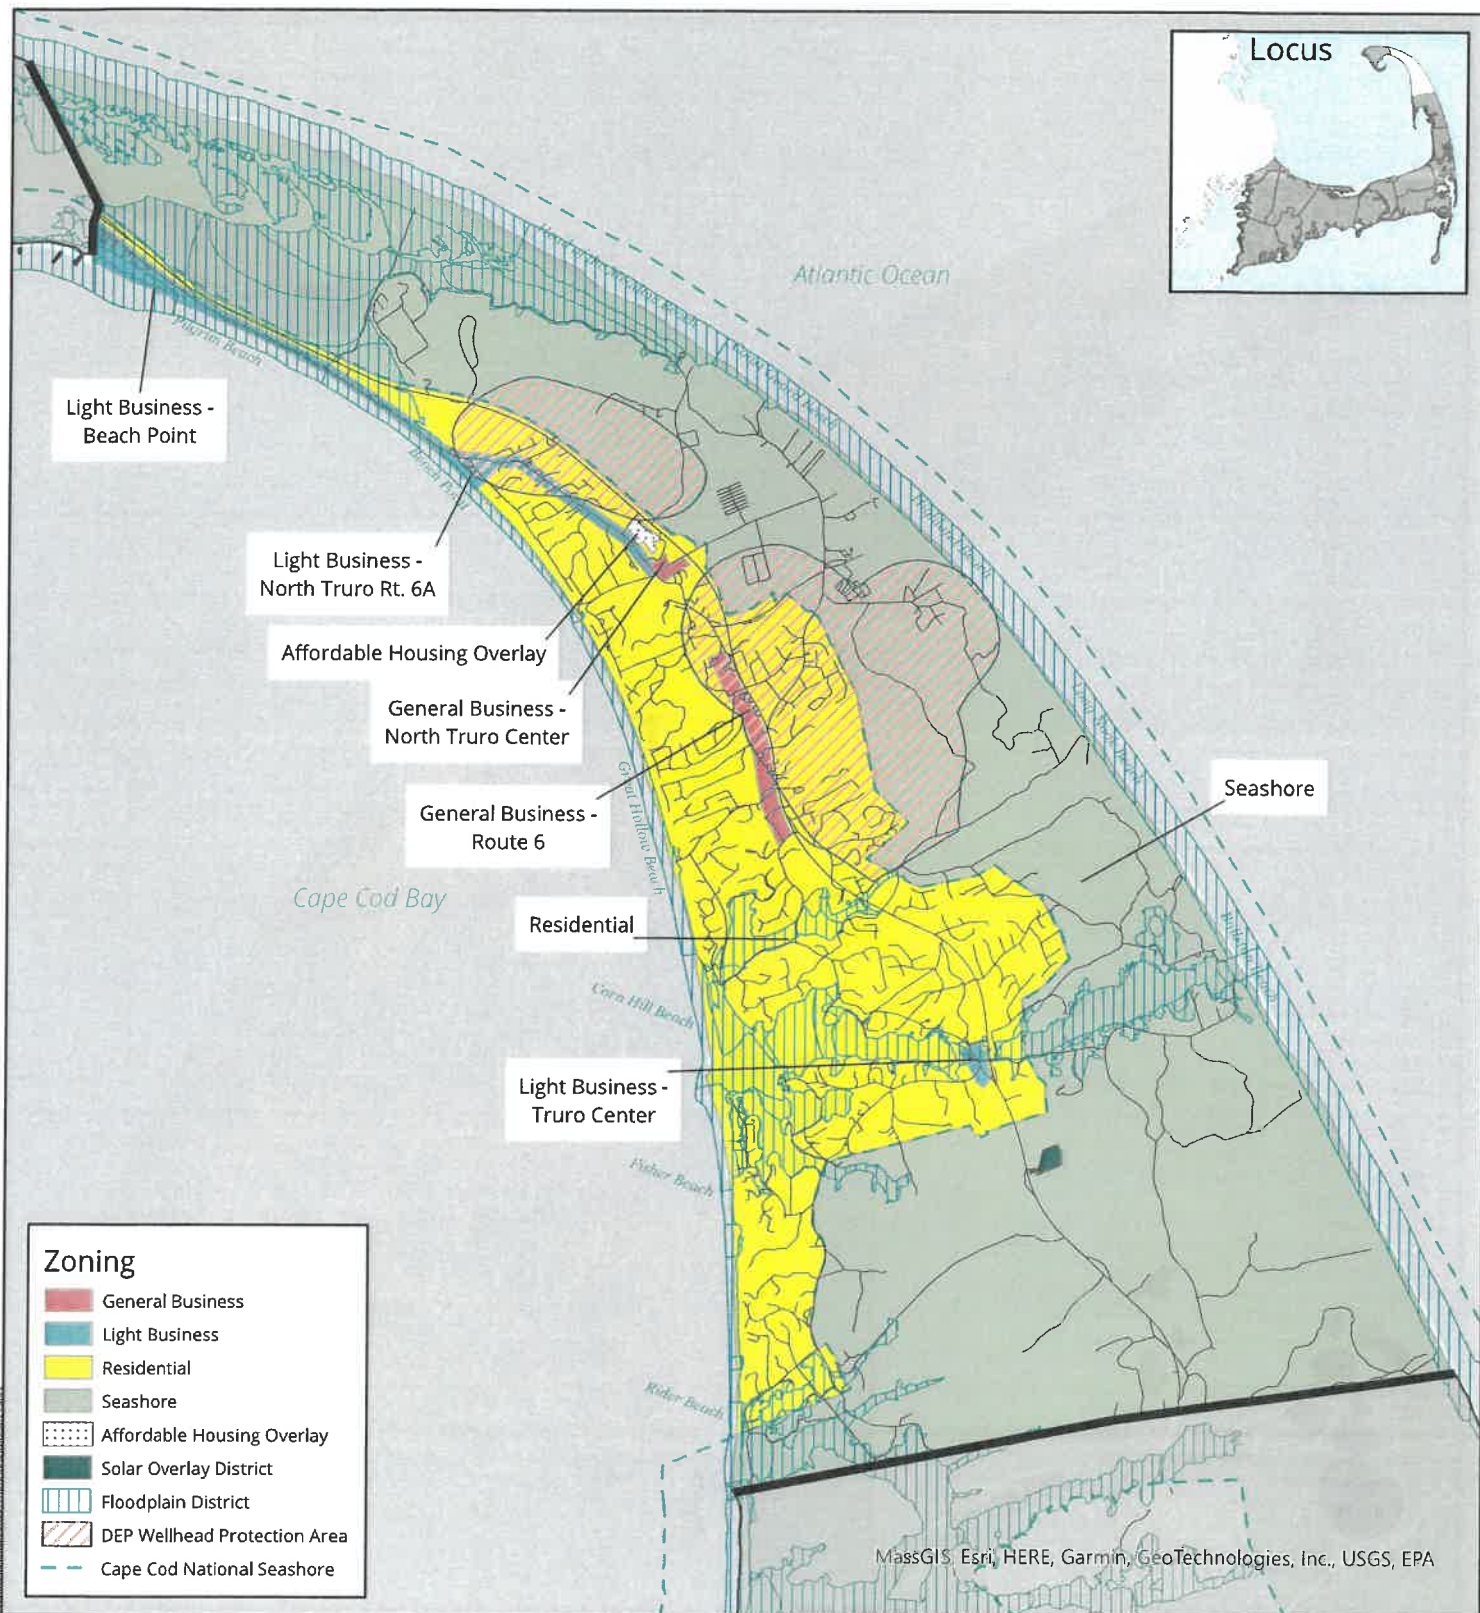 Locus
Atlantic Ocean
Pilgrim Beach
Light Business -
Beach Point
Light Business -
North Truro Rt. 6A
Affordable Housing Overlay
General Business -
North Truro Center
General Business -
Route 6
Great Hollow Beach
Seashore
Cape Cod Bay
Residential
Corn Hill Beach
Light Business -
Truro Center
Fisher Beach
Rider Beach
Zoning
General Business
Light Business
Residential
Seashore
Affordable Housing Overlay
Solar Overlay District
Floodplain District
DEP Wellhead Protection Area
Cape Cod National Seashore
MassGIS, Esri, HERE, Garmin, GeoTechnologies, Inc., USGS, EPA